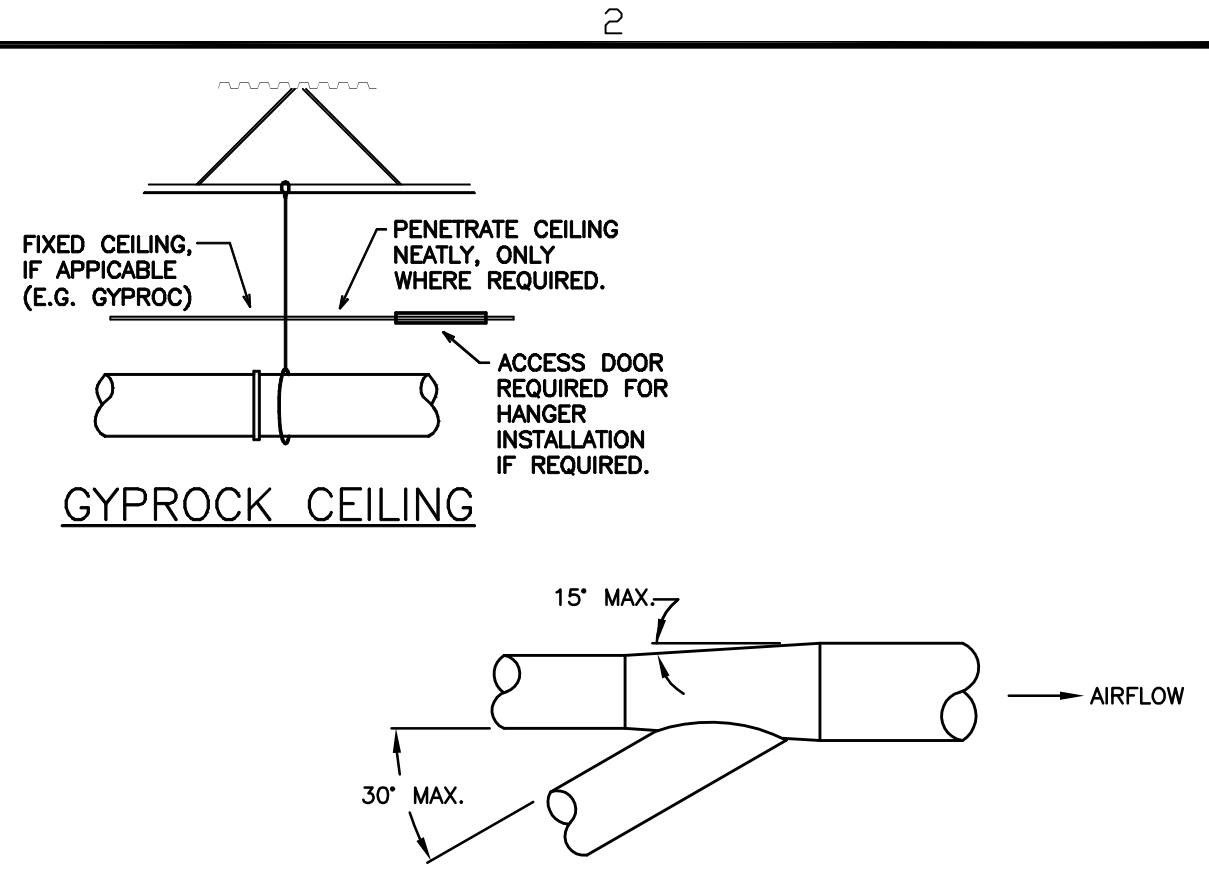 2
FIXED CEILING,
IF APPICABLE
(E.G. GYPROC)
PENETRATE CEILING
NEATLY, ONLY
WHERE REQUIRED.
ACCESS DOOR
REQUIRED FOR
HANGER
INSTALLATION
IF REQUIRED.
GYPROCK CEILING
15° MAX.
AIRFLOW
30° MAX.